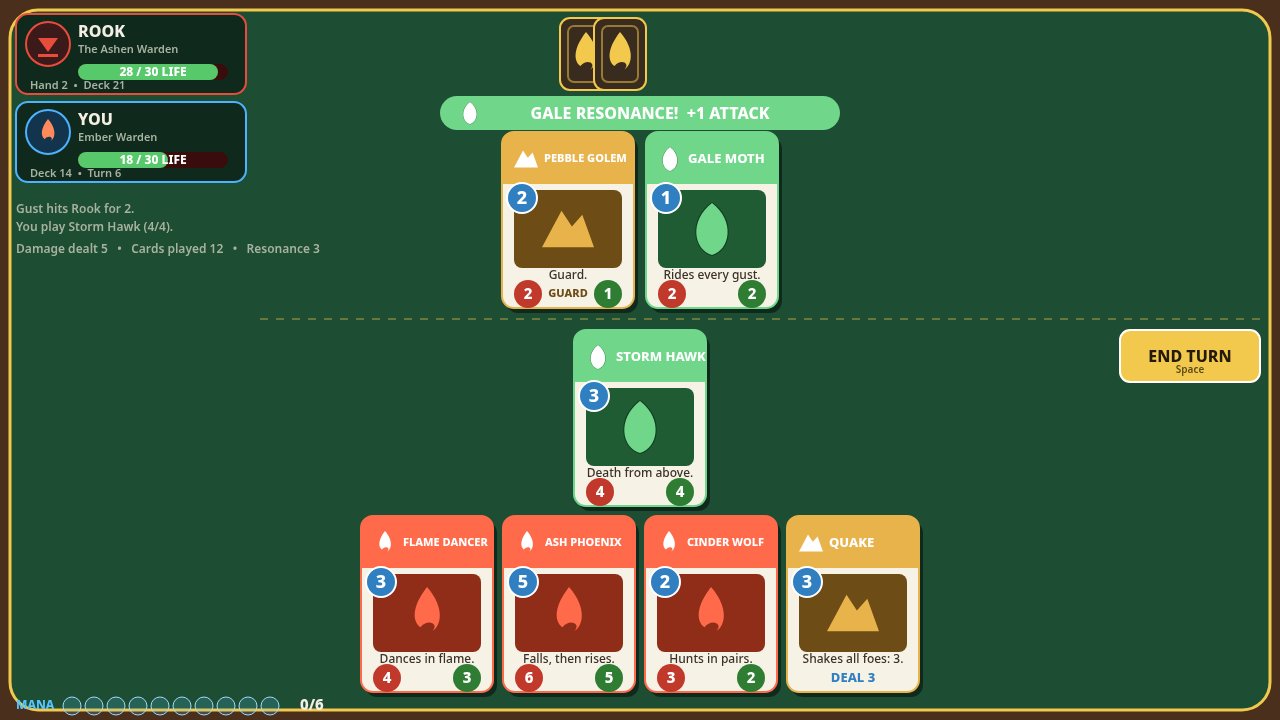 ROOK
The Ashen Warden
28 / 30 LIFE
Hand 2 • Deck 21
YOU
Ember Warden
18 / 30 LIFE
Deck 14 • Turn 6
Gust hits Rook for 2.
You play Storm Hawk (4/4).
Damage dealt 5 • Cards played 12 • Resonance 3
GALE RESONANCE! +1 ATTACK
PEBBLE GOLEM
2
Guard.
2 GUARD 1
GALE MOTH
1
Rides every gust.
2 2
STORM HAWK
3
Death from above.
4 4
END TURN
Space
FLAME DANCER
3
Dances in flame.
4 3
ASH PHOENIX
5
Falls, then rises.
6 5
CINDER WOLF
2
Hunts in pairs.
3 2
QUAKE
3
Shakes all foes: 3.
DEAL 3
MANA 0/6